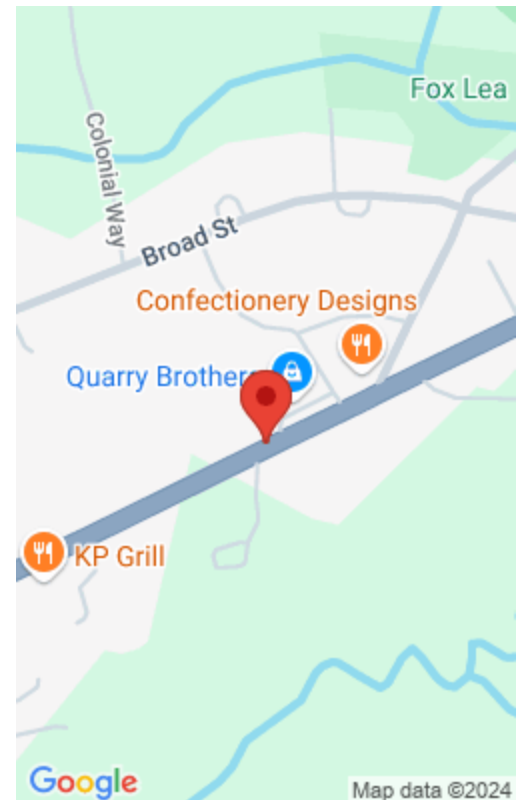 Fox Lea
Colonial Way
Broad St
Confectionery Designs
Quarry Brothers
KP Grill
Google
Map data ©2024